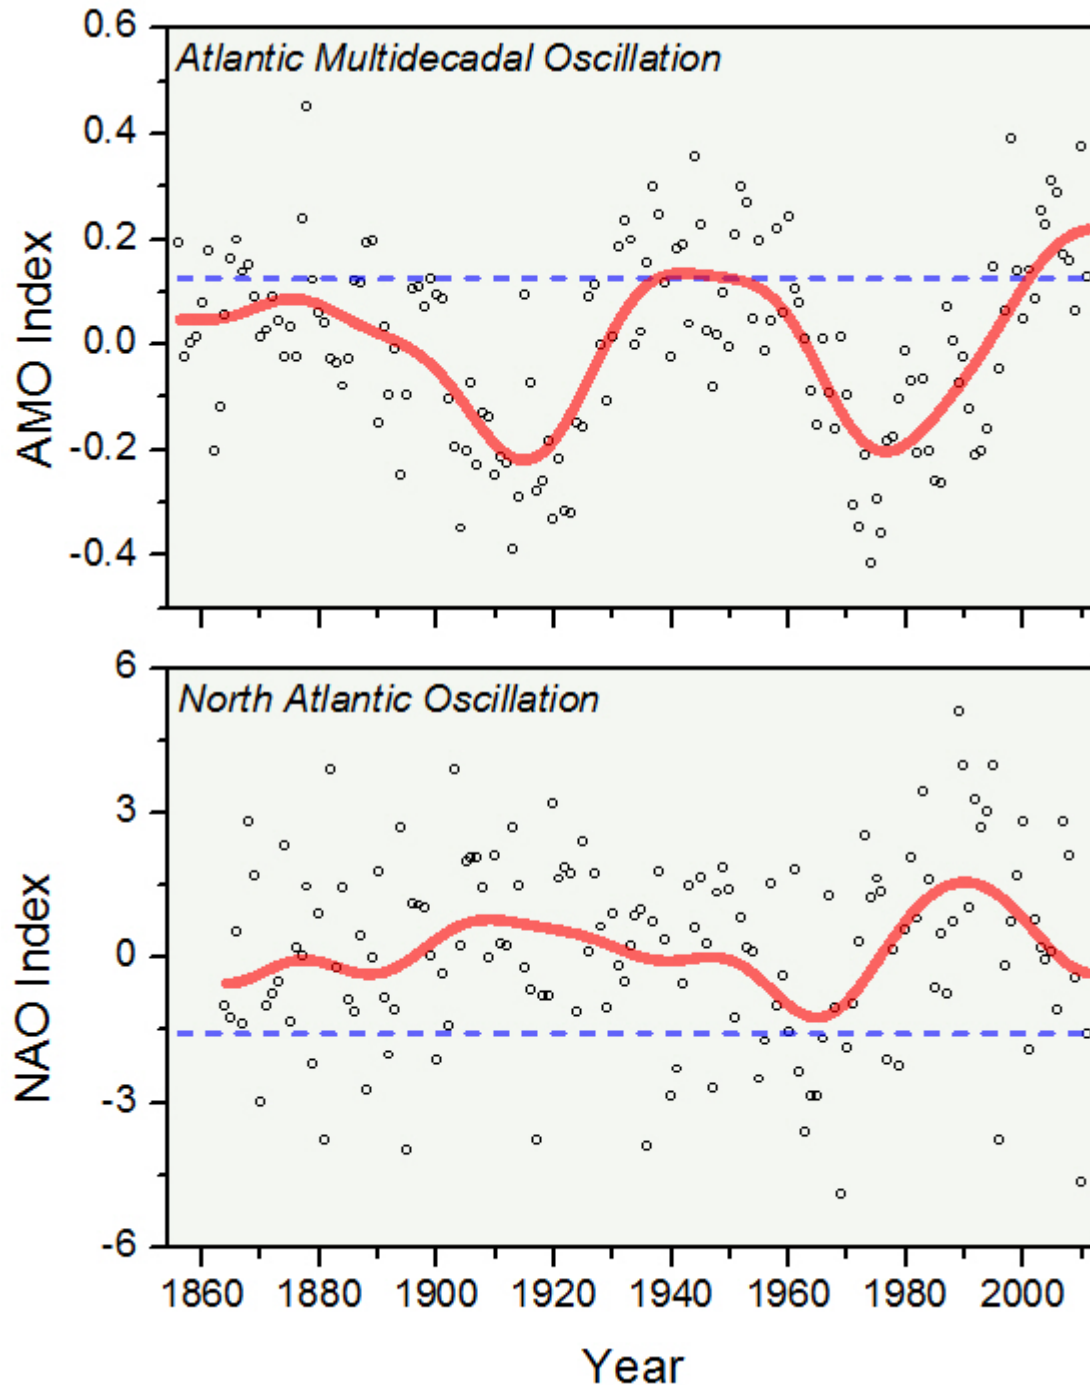 Atlantic Multidecadal Oscillation
0.6
0.4
0.2
0.0
-0.2
-0.4
AMO Index
North Atlantic Oscillation
6
3
0
-3
-6
NAO Index
1860 1880 1900 1920 1940 1960 1980 2000
Year